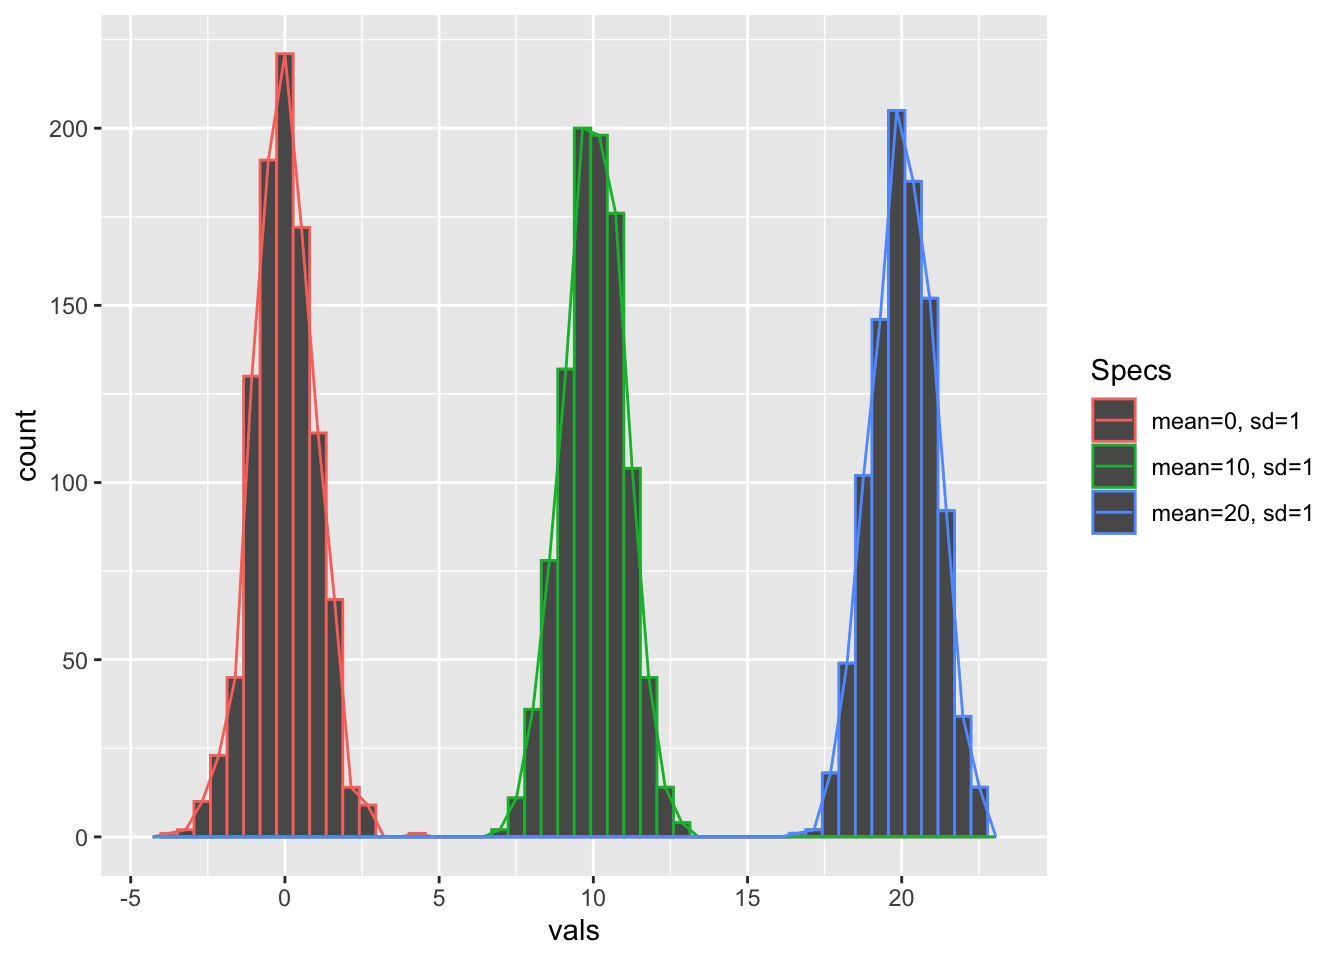 200
150
100
50
0
count
-5 0 5 10 15 20
vals
Specs
mean=0, sd=1
mean=10, sd=1
mean=20, sd=1